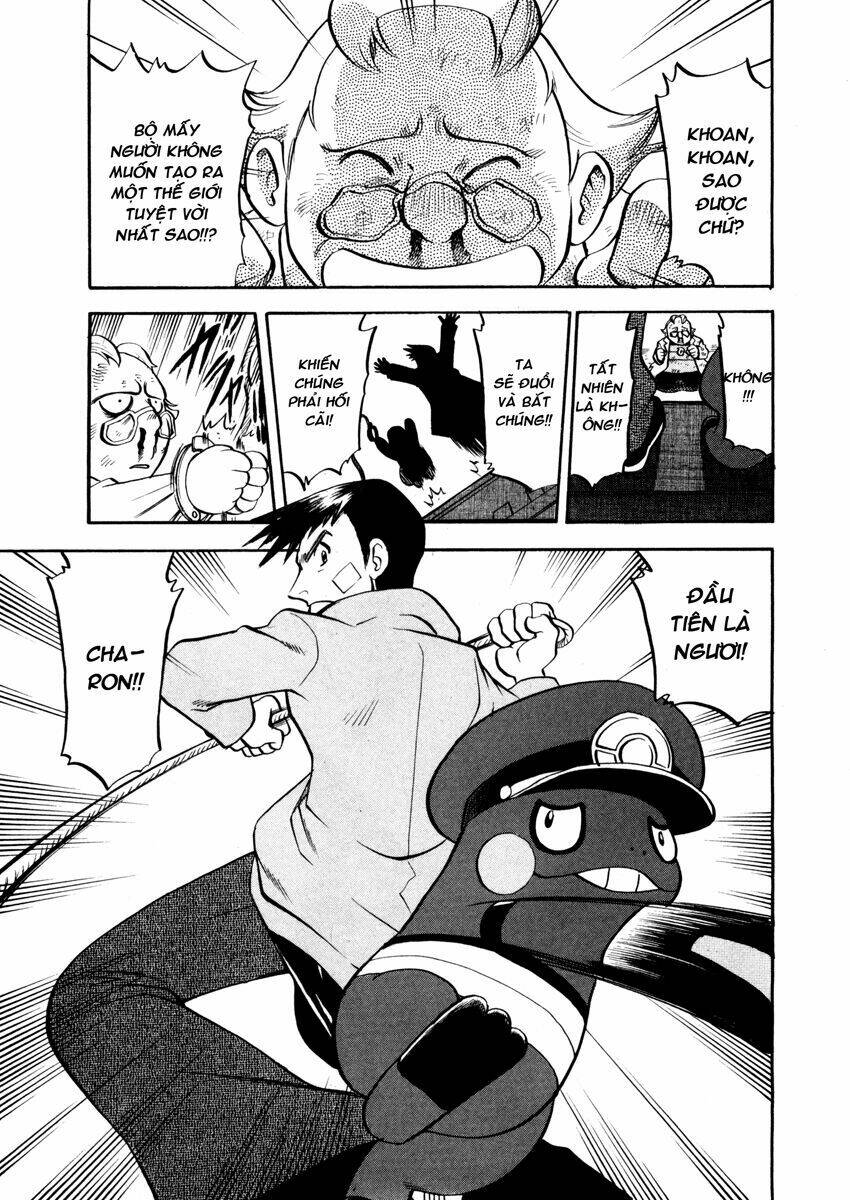 KHOAN,
KHOAN,
SAO
ĐƯỢC
CHỨ?
BỘ MẤY
NGƯỜI KHÔNG
MUỐN TẠO RA
MỘT THẾ GIỚI
TUYỆT VỜI
NHẤT SAO!!?
KHÔNG
!!!
TẤT
NHIÊN
LÀ KH-
ÔNG!!
TA
SẼ ĐUỔI
VÀ BẮT
CHÚNG!!
KHIẾN
CHÚNG
PHẢI HỐI
CẢI!
ĐẦU
TIÊN LÀ
NGƯƠI!
CHA-
RON!!